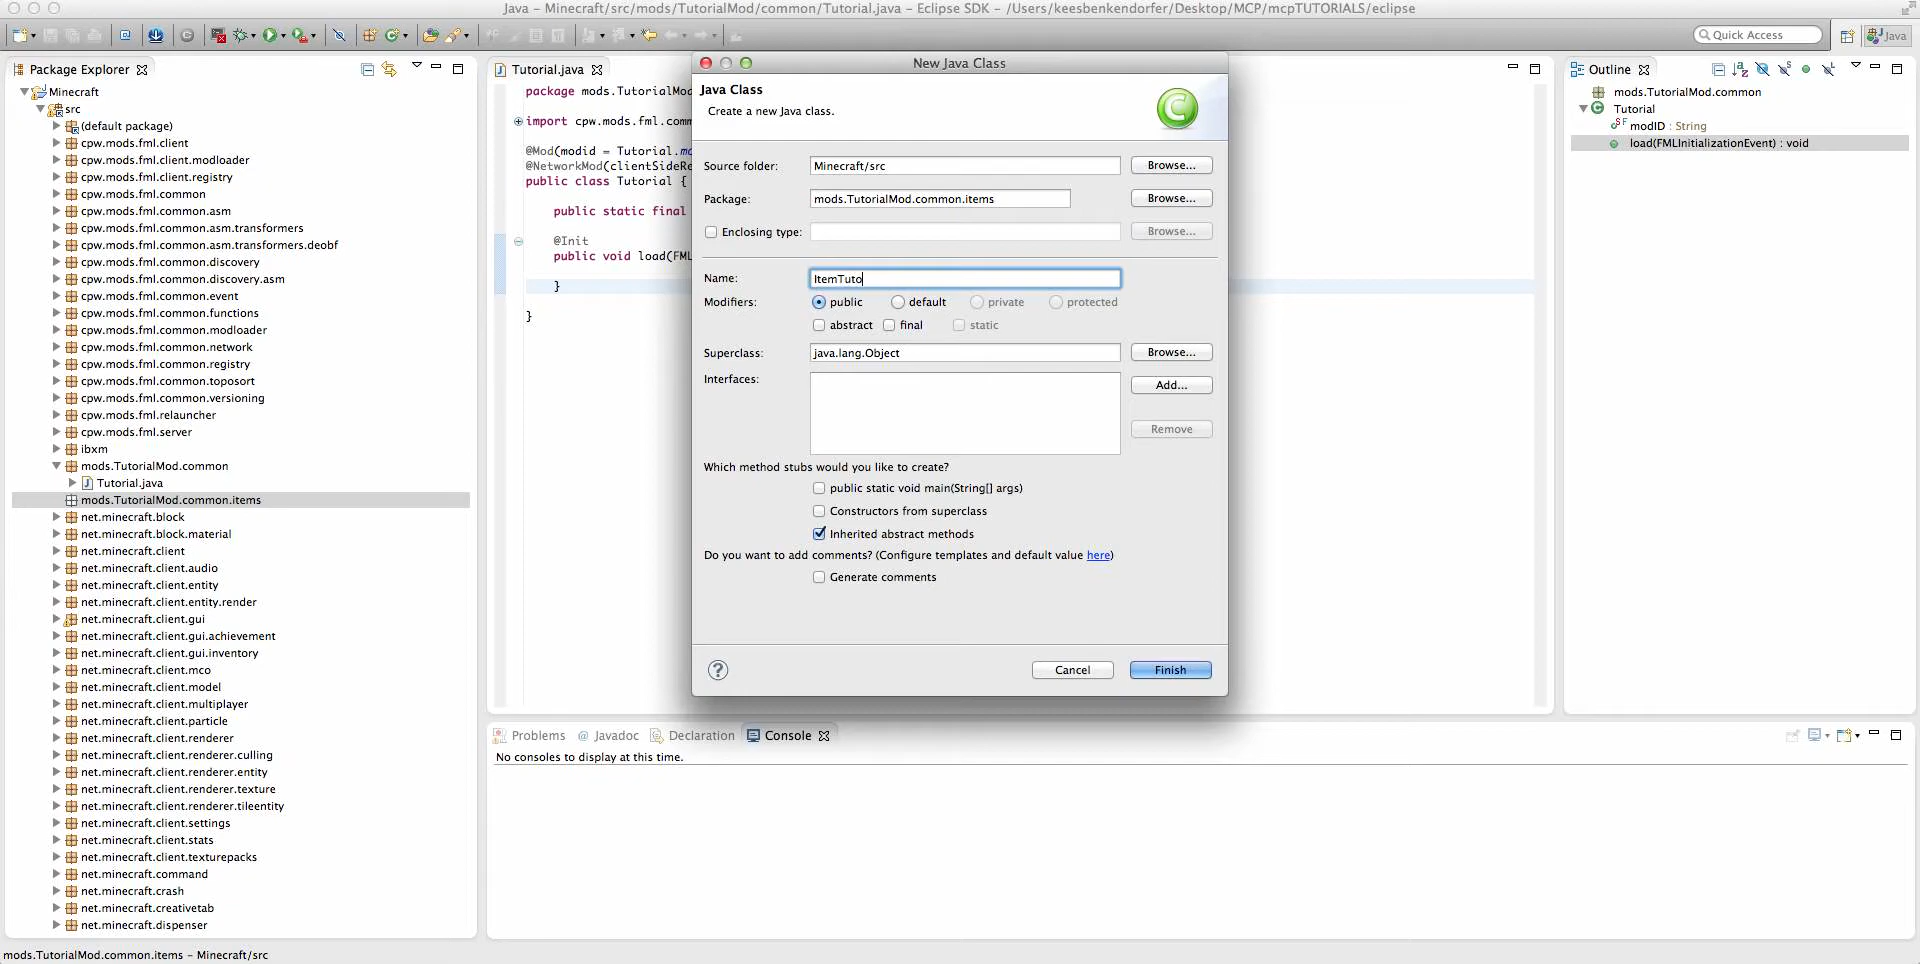 Java – Minecraft/src/mods/TutorialMod/common/Tutorial.java – Eclipse SDK – /Users/keesbenkendorfer/Desktop/MCP/mcpTUTORIALS/eclipse
Quick Access
Java
Package Explorer
Minecraft
src
(default package)
cpw.mods.fml.client
cpw.mods.fml.client.modloader
cpw.mods.fml.client.registry
cpw.mods.fml.common
cpw.mods.fml.common.asm
cpw.mods.fml.common.asm.transformers
cpw.mods.fml.common.asm.transformers.deobf
cpw.mods.fml.common.discovery
cpw.mods.fml.common.discovery.asm
cpw.mods.fml.common.event
cpw.mods.fml.common.functions
cpw.mods.fml.common.modloader
cpw.mods.fml.common.network
cpw.mods.fml.common.registry
cpw.mods.fml.common.toposort
cpw.mods.fml.common.versioning
cpw.mods.fml.relauncher
cpw.mods.fml.server
ibxm
mods.TutorialMod.common
Tutorial.java
mods.TutorialMod.common.items
net.minecraft.block
net.minecraft.block.material
net.minecraft.client
net.minecraft.client.audio
net.minecraft.client.entity
net.minecraft.client.entity.render
net.minecraft.client.gui
net.minecraft.client.gui.achievement
net.minecraft.client.gui.inventory
net.minecraft.client.mco
net.minecraft.client.model
net.minecraft.client.multiplayer
net.minecraft.client.particle
net.minecraft.client.renderer
net.minecraft.client.renderer.culling
net.minecraft.client.renderer.entity
net.minecraft.client.renderer.texture
net.minecraft.client.renderer.tileentity
net.minecraft.client.settings
net.minecraft.client.stats
net.minecraft.client.texturepacks
net.minecraft.command
net.minecraft.crash
net.minecraft.creativetab
net.minecraft.dispenser
mods.TutorialMod.common.items – Minecraft/src
Tutorial.java
package mods.TutorialMod
import cpw.mods.fml.comm
@Mod(modid = Tutorial.mo
@NetworkMod(clientSideRe
public class Tutorial {
public static final
@Init
public void load(FML
}
}
New Java Class
Java Class
Create a new Java class.
Source folder: Minecraft/src Browse...
Package: mods.TutorialMod.common.items Browse...
Enclosing type: Browse...
Name: ItemTuto
Modifiers: public default private protected
abstract final static
Superclass: java.lang.Object Browse...
Interfaces: Add...
Remove
Which method stubs would you like to create?
public static void main(String[] args)
Constructors from superclass
Inherited abstract methods
Do you want to add comments? (Configure templates and default value here)
Generate comments
Cancel Finish
Problems Javadoc Declaration Console
No consoles to display at this time.
Outline
mods.TutorialMod.common
Tutorial
modID : String
load(FMLInitializationEvent) : void